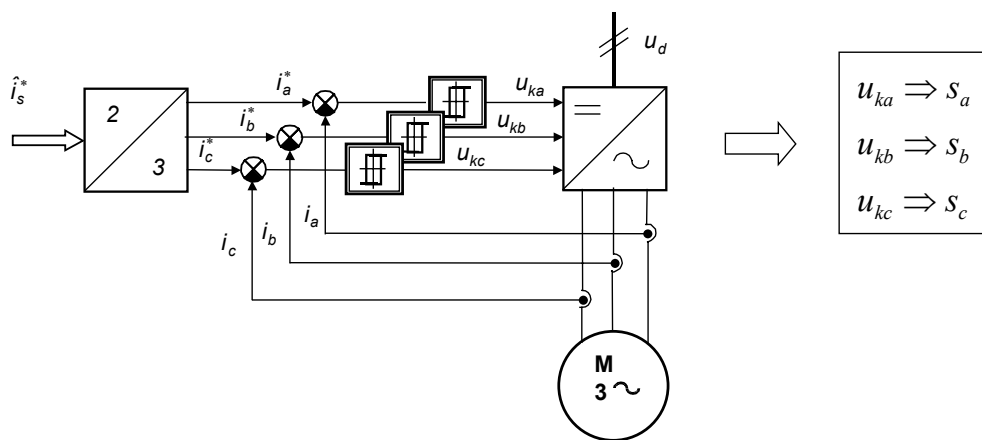 î_s^*
2
3
i_a^*
i_b^*
i_c^*
u_ka
u_kb
u_kc
u_d
i_a
i_b
i_c
M
3
u_ka ⇒ s_a
u_kb ⇒ s_b
u_kc ⇒ s_c